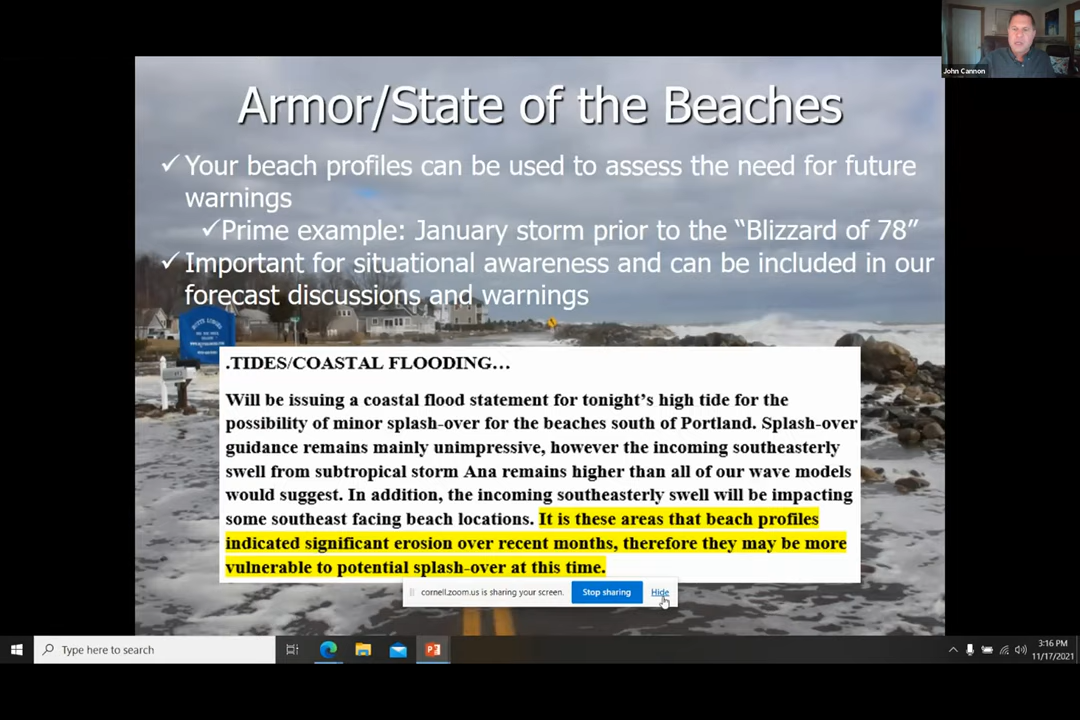 John Cannon
Armor/State of the Beaches
✓Your beach profiles can be used to assess the need for future
warnings
✓Prime example: January storm prior to the “Blizzard of 78”
✓Important for situational awareness and can be included in our
forecast discussions and warnings
.TIDES/COASTAL FLOODING…
Will be issuing a coastal flood statement for tonight’s high tide for the
possibility of minor splash-over for the beaches south of Portland. Splash-over
guidance remains mainly unimpressive, however the incoming southeasterly
swell from subtropical storm Ana remains higher than all of our wave models
would suggest. In addition, the incoming southeasterly swell will be impacting
some southeast facing beach locations. It is these areas that beach profiles
indicated significant erosion over recent months, therefore they may be more
vulnerable to potential splash-over at this time.
cornell.zoom.us is sharing your screen.
Stop sharing
Hide
Type here to search
3:16 PM
11/17/2021